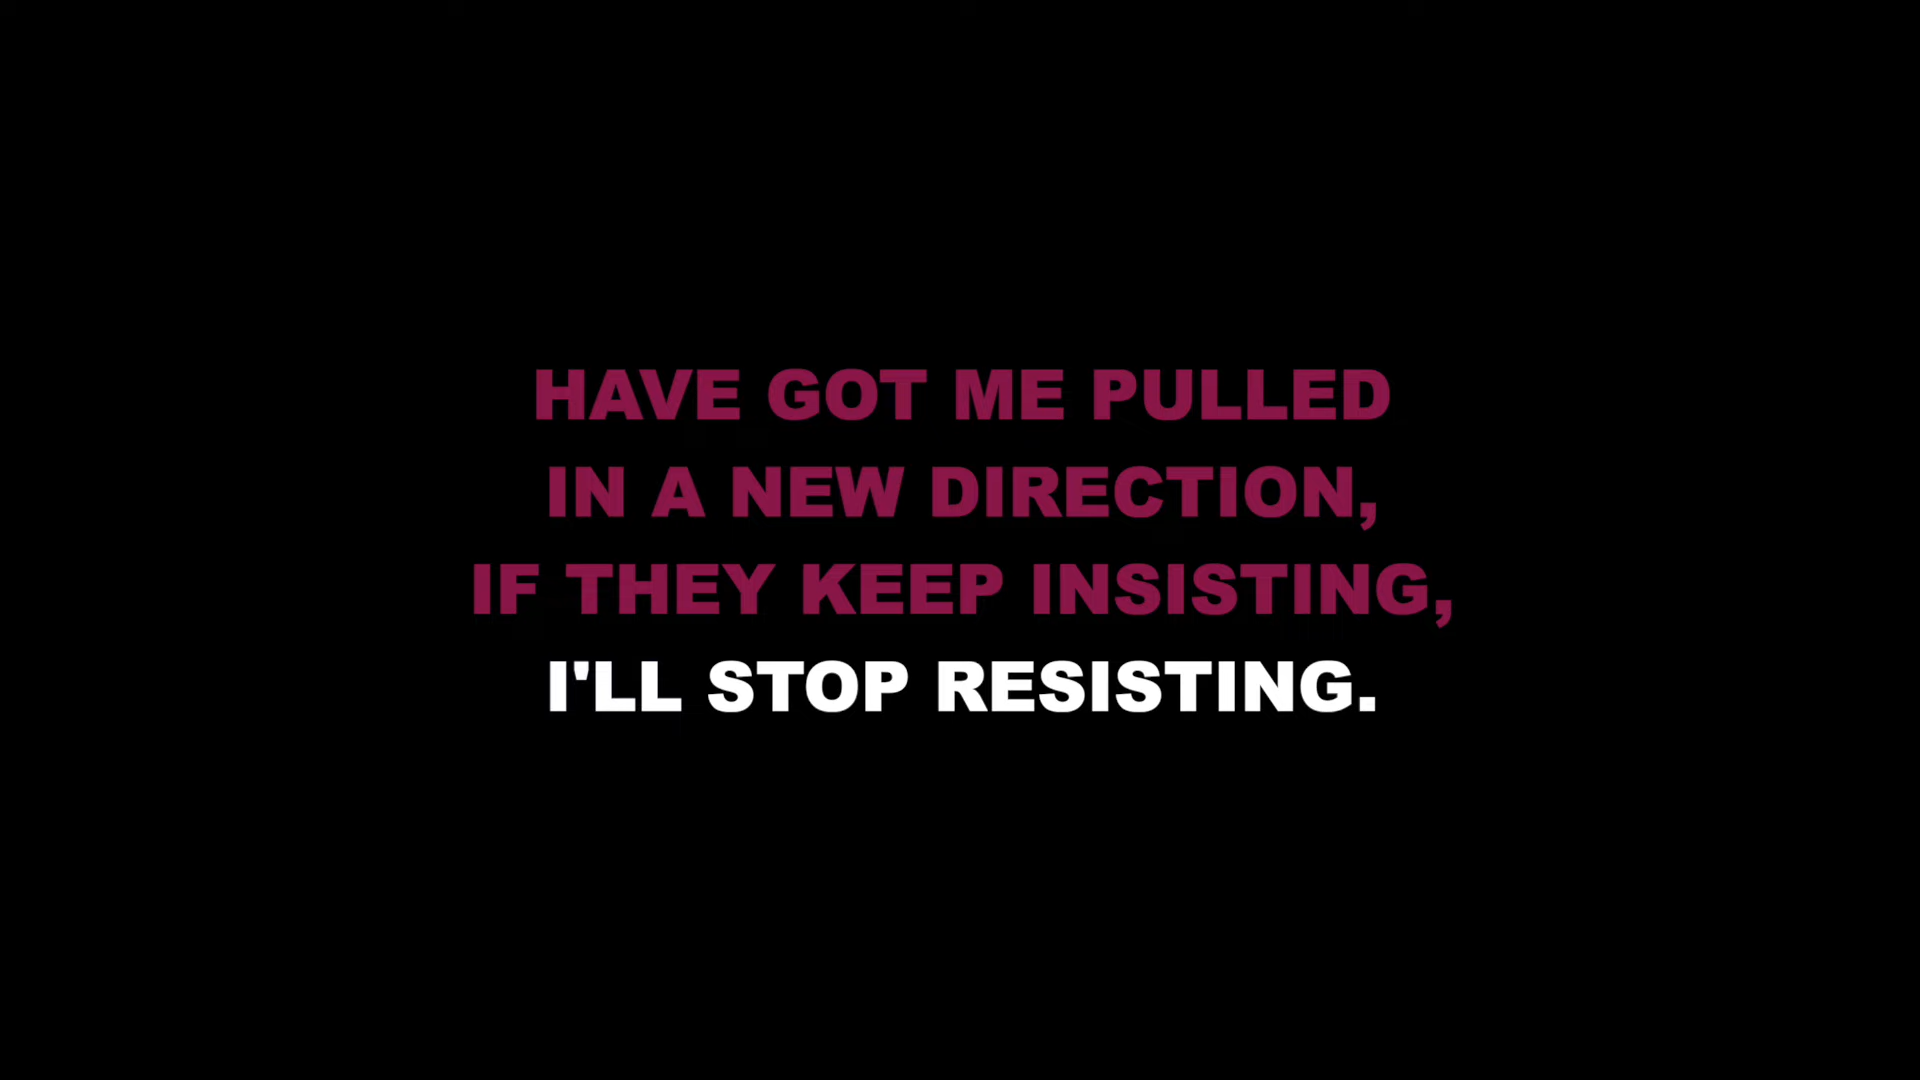 HAVE GOT ME PULLED
IN A NEW DIRECTION,
IF THEY KEEP INSISTING,
I'LL STOP RESISTING.